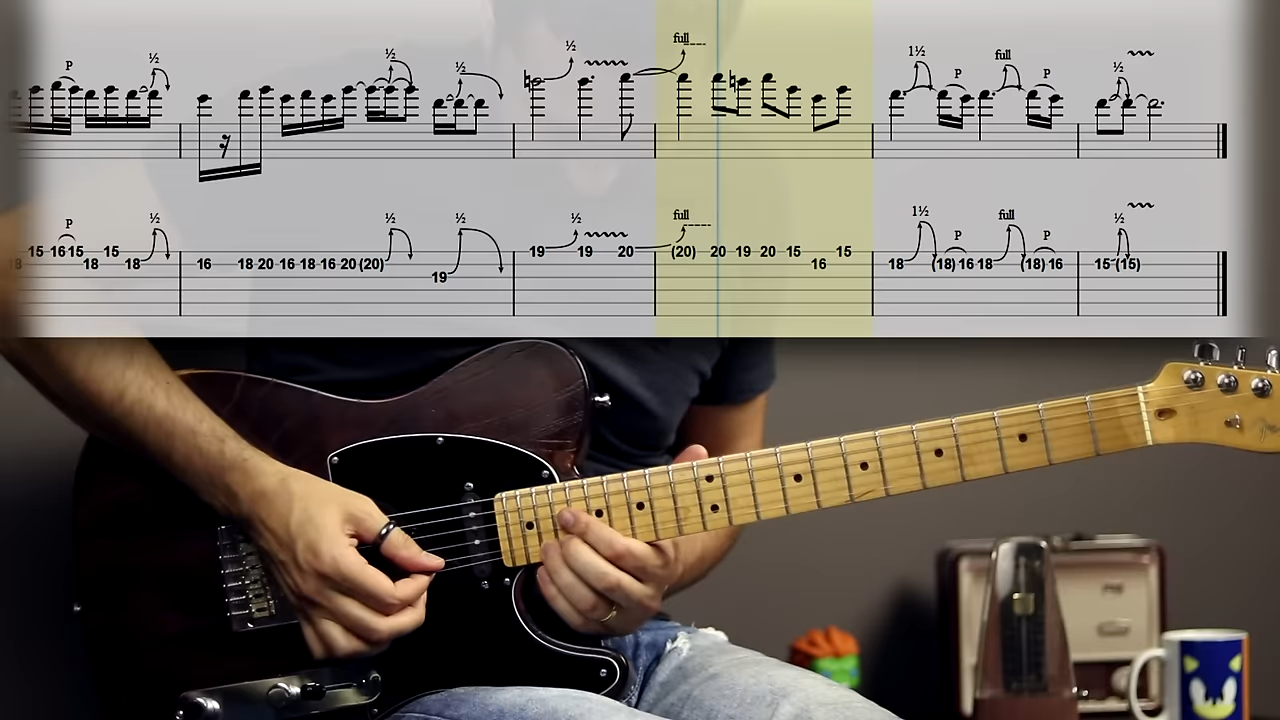 P ½ ½ ½ ½ full 1½ P full P ½
P ½ ½ ½ ½ full 1½ P full P ½
15 16 15 15 19 19 20 (20) 20 19 20 15 15
18 18 16 18 20 16 18 16 20 (20) 16 18 (18) 16 18 (18) 16 15 (15)
19